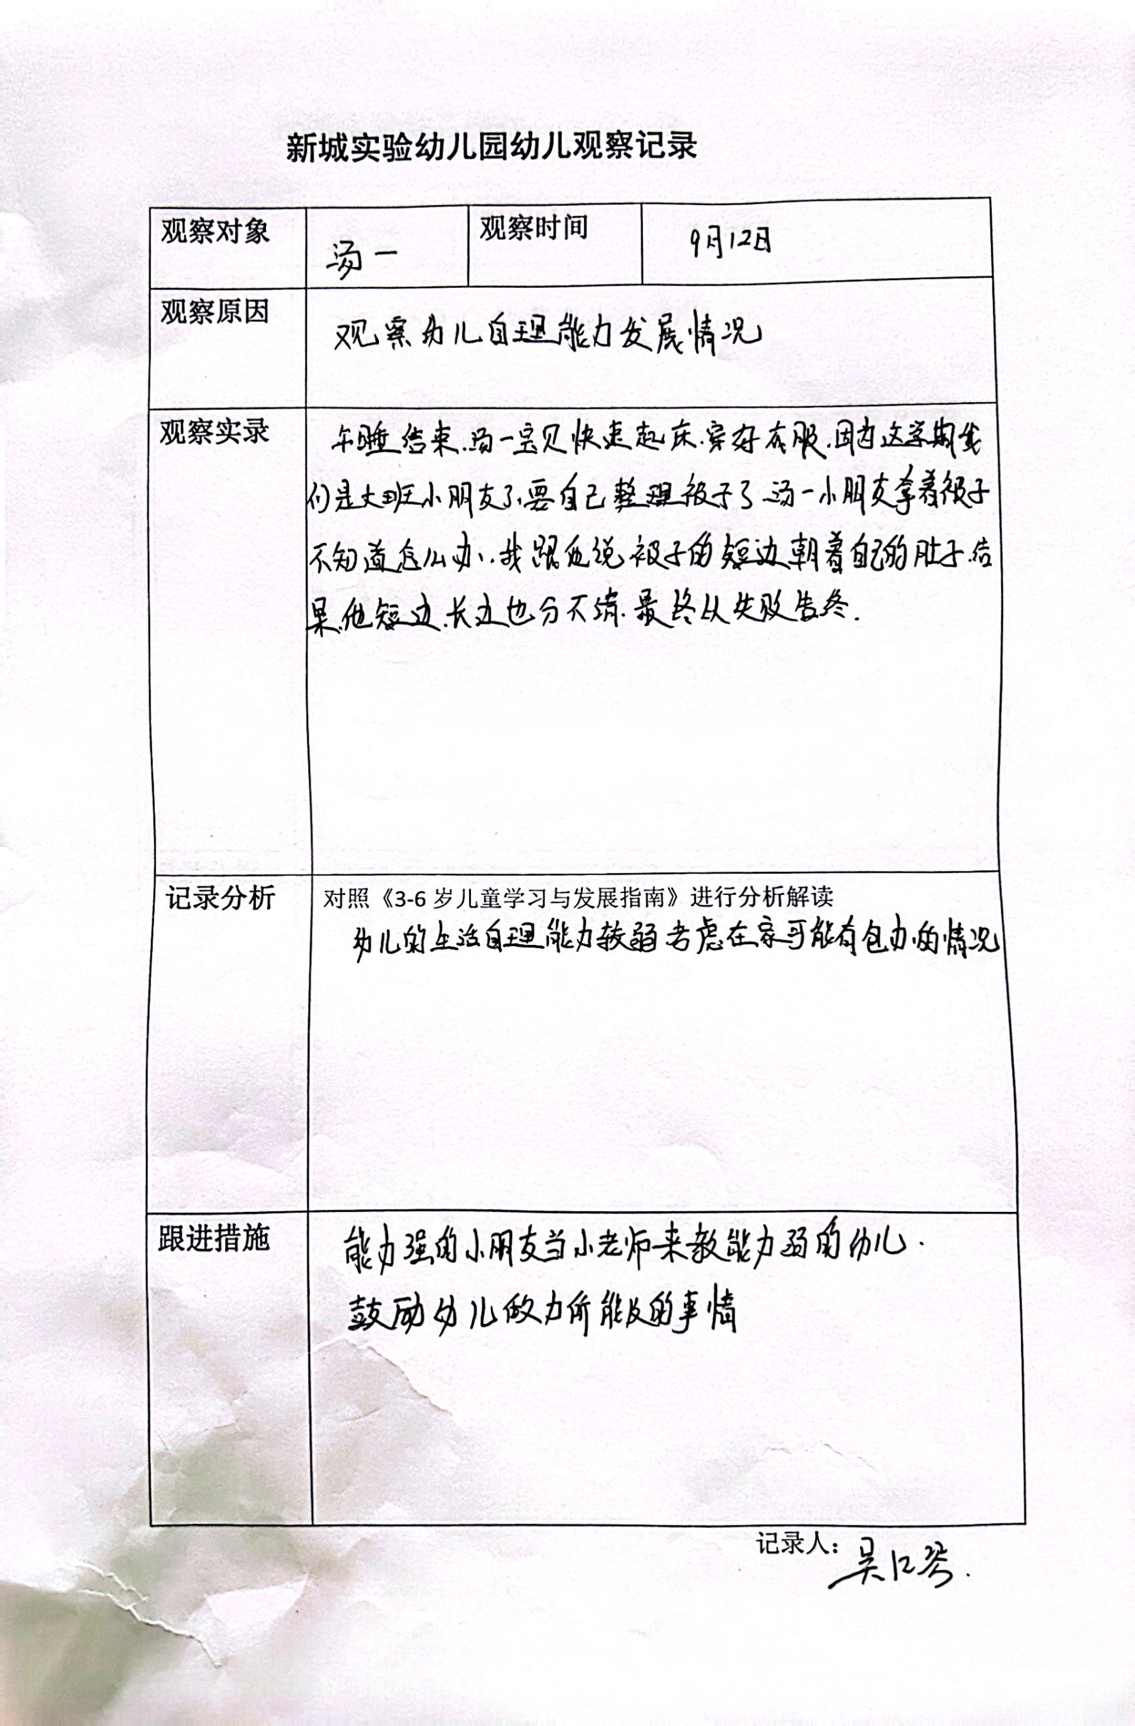 新城实验幼儿园幼儿观察记录
观察对象 汤一 观察时间 9月12日
观察原因 观察幼儿自理能力发展情况
观察实录 午睡结束.汤一宝贝快速起床.穿好衣服.因为这学期我
们是大班小朋友了.要自己整理被子了.汤一小朋友拿着被子
不知道怎么办.我跟他说被子的短边朝着自己的肚子.结
果.他短边.长边也分不清.最终以失败告终.
记录分析 对照《3-6 岁儿童学习与发展指南》进行分析解读
幼儿的生活自理能力较弱考虑在家可能有包办的情况
跟进措施 能力强的小朋友当小老师来教能力弱的幼儿.
鼓励幼儿做力所能及的事情
记录人：吴